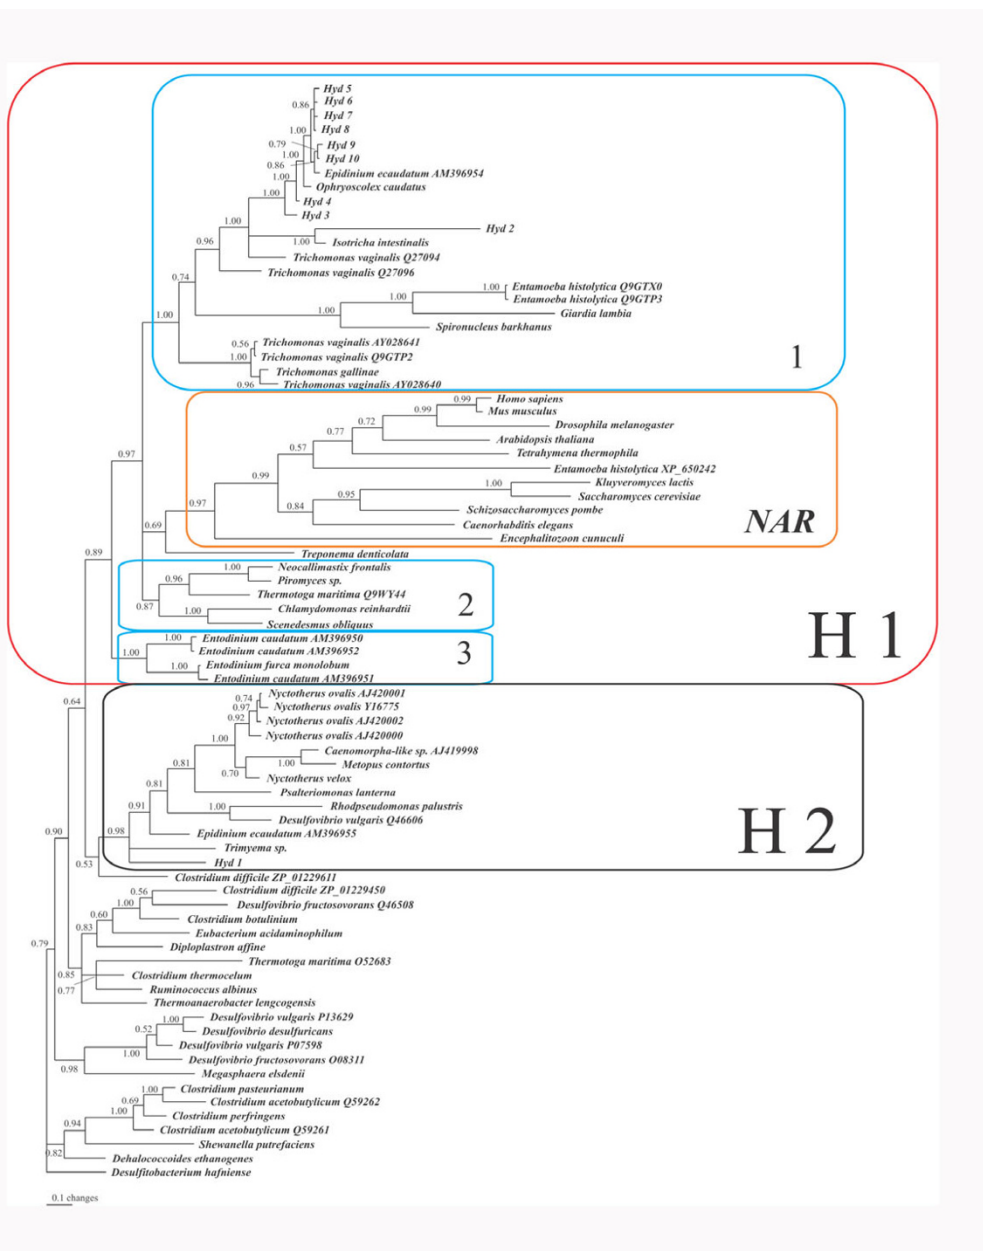 Hyd 5
0.86
Hyd 6
Hyd 7
1.00
Hyd 8
0.79
Hyd 9
1.00
Hyd 10
0.86
Epidinium ecaudatum AM396954
1.00
Ophryoscolex caudatus
1.00
Hyd 4
Hyd 3
1.00
Hyd 2
0.96
1.00
Isotricha intestinalis
Trichomonas vaginalis Q27094
Trichomonas vaginalis Q27096
0.74
1.00
Entamoeba histolytica Q9GTX0
1.00
Entamoeba histolytica Q9GTP3
1.00
Giardia lambia
1.00
Spironucleus barkhanus
0.56
Trichomonas vaginalis AY028641
1.00
Trichomonas vaginalis Q9GTP2
1
Trichomonas gallinae
0.96
Trichomonas vaginalis AY028640
0.99
Homo sapiens
0.99
Mus musculus
0.72
Drosophila melanogaster
0.77
Arabidopsis thaliana
0.57
Tetrahymena thermophila
0.97
Entamoeba histolytica XP_650242
0.99
1.00
Kluyveromyces lactis
0.95
Saccharomyces cerevisiae
0.97
0.84
Schizosaccharomyces pombe
NAR
0.69
Caenorhabditis elegans
Encephalitozoon cunuculi
0.89
Treponema denticolata
1.00
Neocallimastix frontalis
0.96
Piromyces sp.
Thermotoga maritima Q9WY44
0.87
1.00
Chlamydomonas reinhardtii
2
Scenedesmus obliquus
H 1
1.00
Entodinium caudatum AM396950
1.00
Entodinium caudatum AM396952
3
1.00
Entodinium furca monolobum
Entodinium caudatum AM396951
0.64
0.74
Nyctotherus ovalis AJ420001
0.97
Nyctotherus ovalis Y16775
0.92
Nyctotherus ovalis AJ420002
1.00
Nyctotherus ovalis AJ420000
Caenomorpha-like sp. AJ419998
0.81
1.00
Metopus contortus
0.70
Nyctotherus velox
0.81
Psalteriomonas lanterna
0.91
1.00
Rhodpseudomonas palustris
Desulfovibrio vulgaris Q46606
H 2
0.90
0.98
Epidinium ecaudatum AM396955
Trimyema sp.
0.53
Hyd 1
Clostridium difficile ZP_01229611
0.56
Clostridium difficile ZP_01229450
1.00
Desulfovibrio fructosovorans Q46508
0.60
Clostridium botulinium
0.83
Eubacterium acidaminophilum
0.79
Diploplastron affine
Thermotoga maritima O52683
0.85
Clostridium thermocelum
0.77
Ruminococcus albinus
Thermoanaerobacter lengcogensis
1.00
Desulfovibrio vulgaris P13629
0.52
Desulfovibrio desulfuricans
Desulfovibrio vulgaris P07598
1.00
Desulfovibrio fructosovorans O08311
0.98
Megasphaera elsdenii
1.00
Clostridium pasteurianum
0.69
Clostridium acetobutylicum Q59262
1.00
Clostridium perfringens
0.94
Clostridium acetobutylicum Q59261
Shewanella putrefaciens
0.82
Dehalococcoides ethanogenes
Desulfitobacterium hafniense
0.1 changes